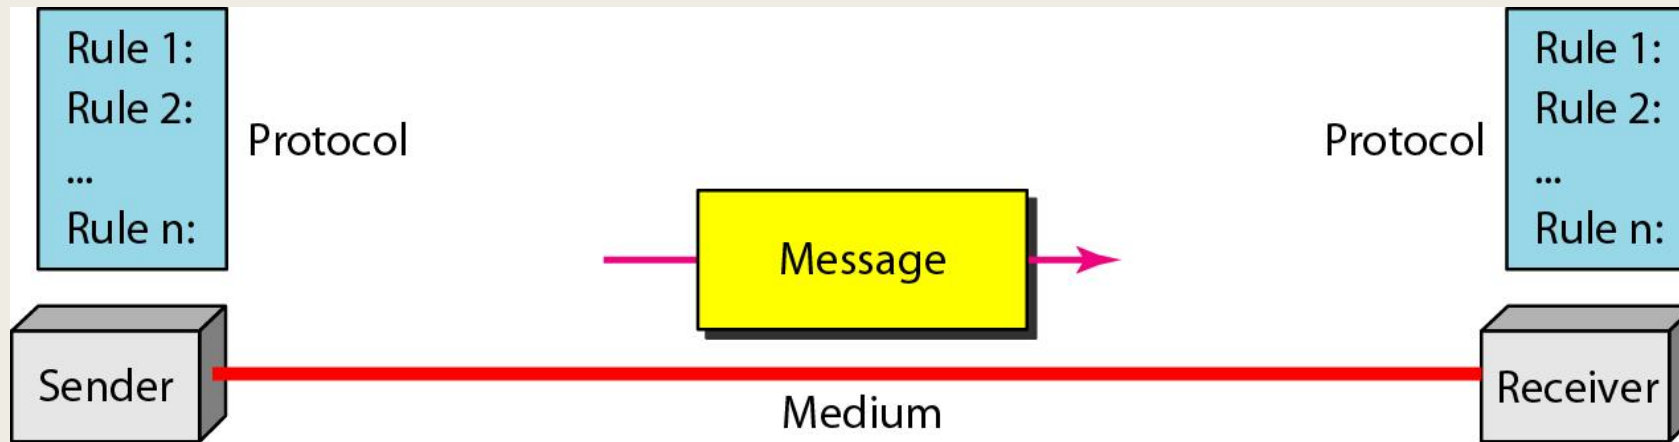 Rule 1:
Rule 2:
...
Rule n:
Protocol
Message
Protocol
Rule 1:
Rule 2:
...
Rule n:
Sender
Medium
Receiver